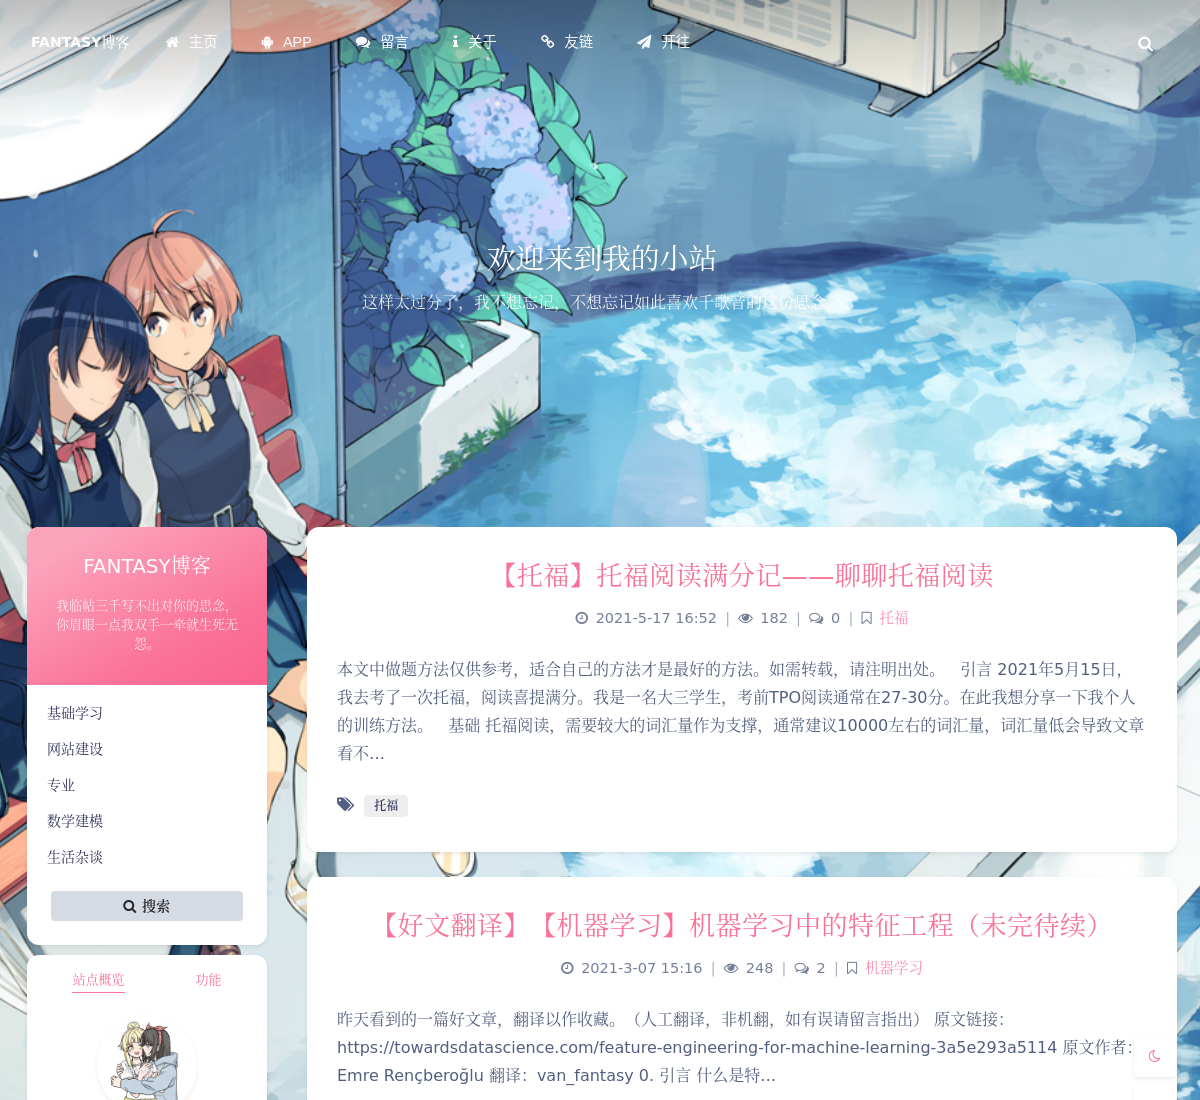 FANTASY博客 主页 APP 留言 关于 友链 开往
欢迎来到我的小站
这样太过分了，我不想忘记、不想忘记如此喜欢千歌音的这份思念
FANTASY博客
我临帖三千写不出对你的思念，
你眉眼一点我双手一牵就生死无
怨。
基础学习
网站建设
专业
数学建模
生活杂谈
搜索
站点概览 功能
【托福】托福阅读满分记——聊聊托福阅读
2021-5-17 16:52 | 182 | 0 | 托福
本文中做题方法仅供参考，适合自己的方法才是最好的方法。如需转载，请注明出处。 引言 2021年5月15日，
我去考了一次托福，阅读喜提满分。我是一名大三学生，考前TPO阅读通常在27-30分。在此我想分享一下我个人
的训练方法。 基础 托福阅读，需要较大的词汇量作为支撑，通常建议10000左右的词汇量，词汇量低会导致文章
看不…
托福
【好文翻译】【机器学习】机器学习中的特征工程（未完待续）
2021-3-07 15:16 | 248 | 2 | 机器学习
昨天看到的一篇好文章，翻译以作收藏。（人工翻译，非机翻，如有误请留言指出） 原文链接：
https://towardsdatascience.com/feature-engineering-for-machine-learning-3a5e293a5114 原文作者：
Emre Rençberoğlu 翻译：van_fantasy 0. 引言 什么是特…